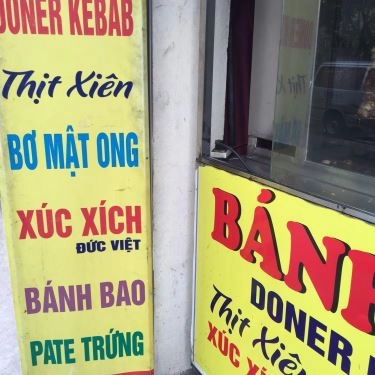 DONER KEBAB
Thịt Xiên
BƠ MẬT ONG
XÚC XÍCH
ĐỨC VIỆT
BÁNH BAO
PATE TRỨNG
BÁNH
DONER
Thịt Xiên
XÚC